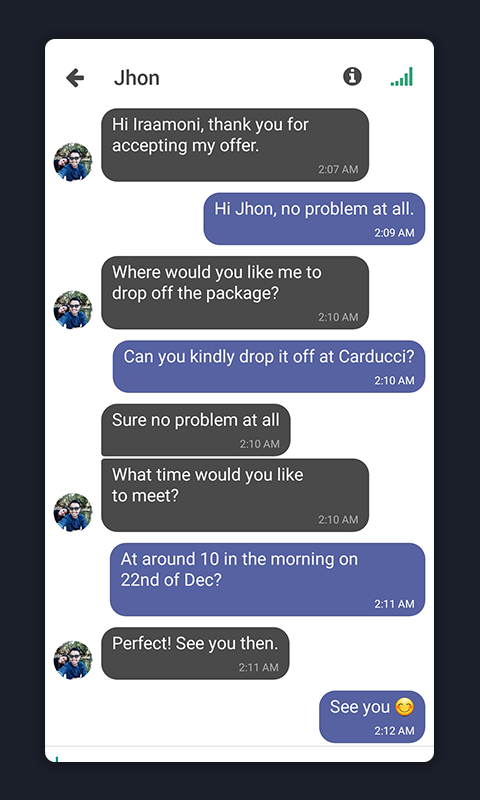 Jhon
Hi Iraamoni, thank you for
accepting my offer.
2:07 AM
Hi Jhon, no problem at all.
2:09 AM
Where would you like me to
drop off the package?
2:10 AM
Can you kindly drop it off at Carducci?
2:10 AM
Sure no problem at all
2:10 AM
What time would you like
to meet?
2:10 AM
At around 10 in the morning on
22nd of Dec?
2:11 AM
Perfect! See you then.
2:11 AM
See you 😊
2:12 AM